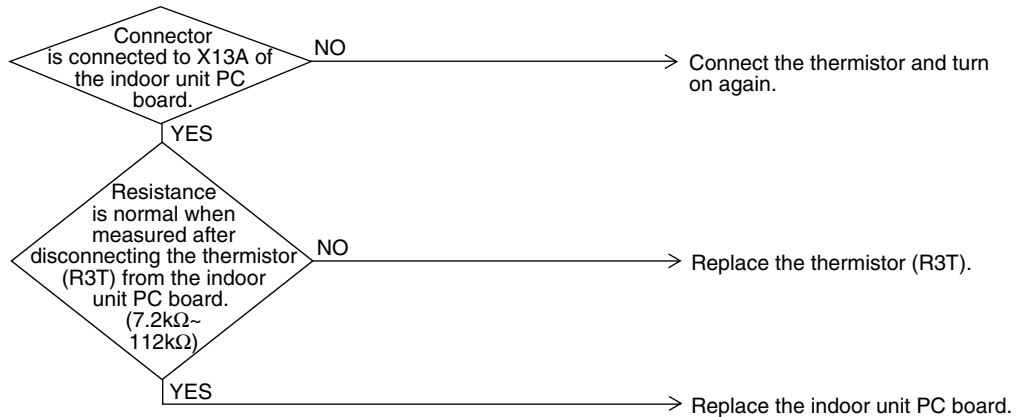 Connector
is connected to X13A of
the indoor unit PC
board.
NO
Connect the thermistor and turn
on again.
YES
Resistance
is normal when
measured after
disconnecting the thermistor
(R3T) from the indoor
unit PC board.
(7.2kΩ~
112kΩ)
NO
Replace the thermistor (R3T).
YES
Replace the indoor unit PC board.